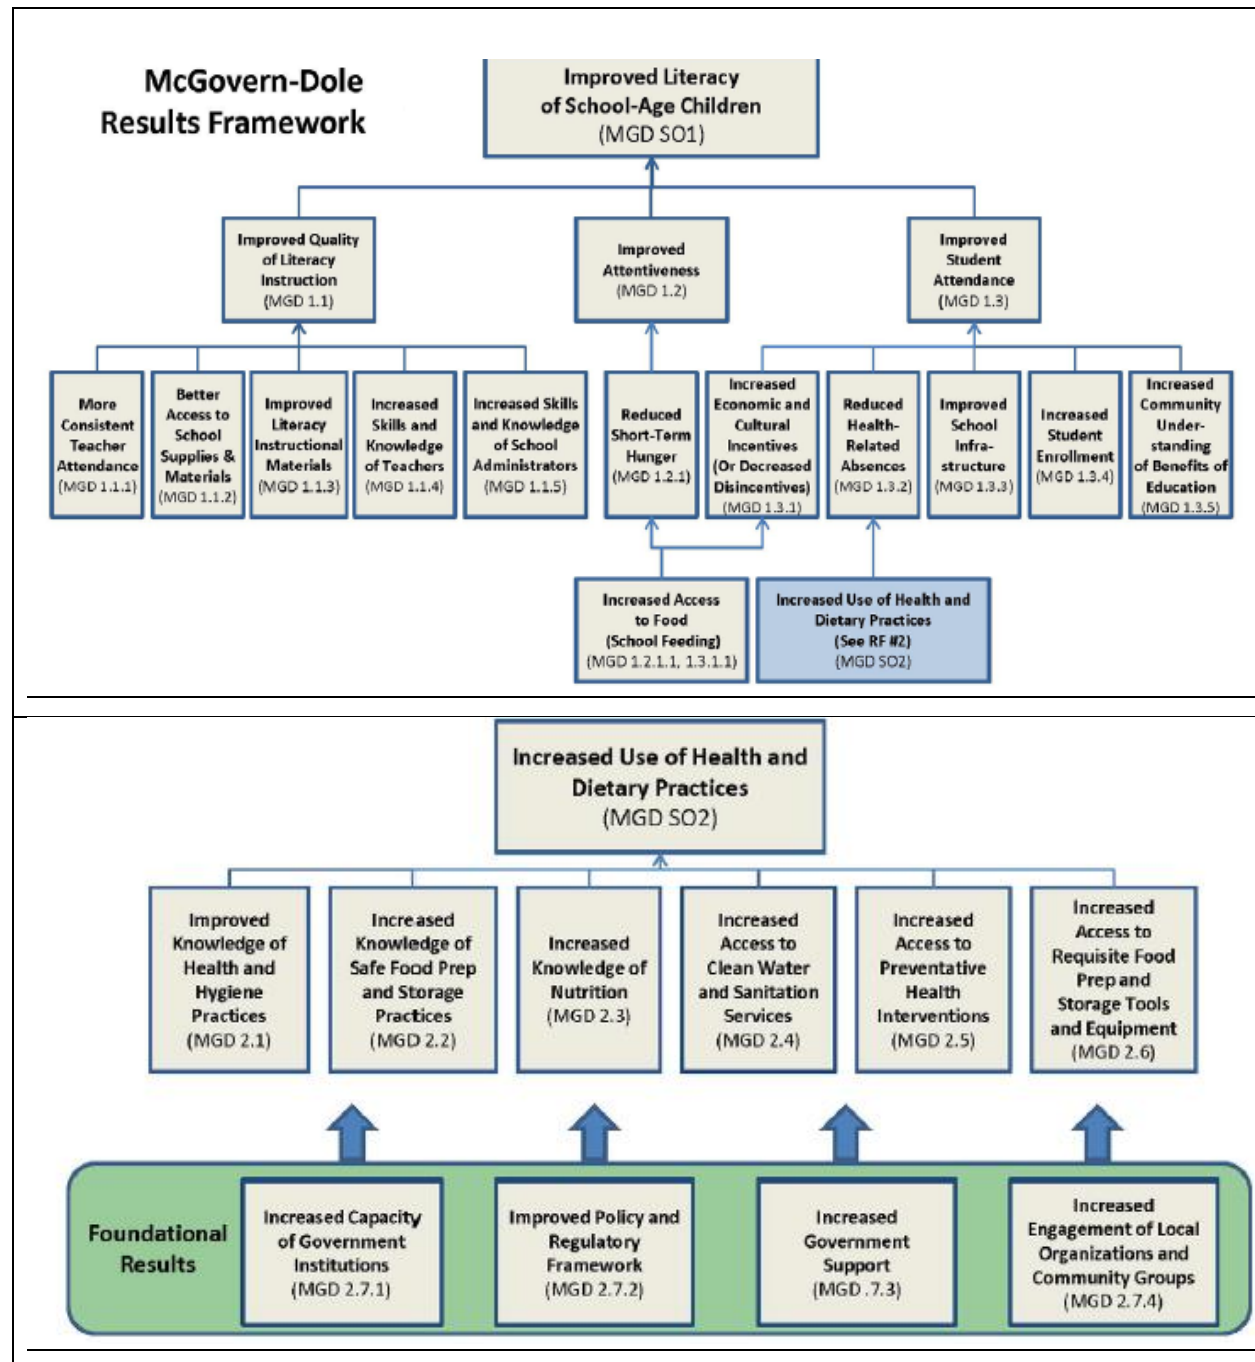 McGovern-Dole
Results Framework
Improved Literacy
of School-Age Children
(MGD SO1)
Improved Quality
of Literacy
Instruction
(MGD 1.1)
Improved
Attentiveness
(MGD 1.2)
Improved
Student
Attendance
(MGD 1.3)
More
Consistent
Teacher
Attendance
(MGD 1.1.1)
Better
Access to
School
Supplies &
Materials
(MGD 1.1.2)
Improved
Literacy
Instructional
Materials
(MGD 1.1.3)
Increased
Skills and
Knowledge
of Teachers
(MGD 1.1.4)
Increased Skills
and Knowledge
of School
Administrators
(MGD 1.1.5)
Reduced
Short-Term
Hunger
(MGD 1.2.1)
Increased
Economic and
Cultural
Incentives
(Or Decreased
Disincentives)
(MGD 1.3.1)
Reduced
Health-
Related
Absences
(MGD 1.3.2)
Improved
School
Infra-
structure
(MGD 1.3.3)
Increased
Student
Enrollment
(MGD 1.3.4)
Increased
Community
Under-
standing
of Benefits of
Education
(MGD 1.3.5)
Increased Access
to Food
(School Feeding)
(MGD 1.2.1.1, 1.3.1.1)
Increased Use of Health and
Dietary Practices
(See RF #2)
(MGD SO2)
Increased Use of Health and
Dietary Practices
(MGD SO2)
Improved
Knowledge of
Health and
Hygiene
Practices
(MGD 2.1)
Increased
Knowledge of
Safe Food Prep
and Storage
Practices
(MGD 2.2)
Increased
Knowledge of
Nutrition
(MGD 2.3)
Increased
Access to
Clean Water
and Sanitation
Services
(MGD 2.4)
Increased
Access to
Preventative
Health
Interventions
(MGD 2.5)
Increased
Access to
Requisite Food
Prep and
Storage Tools
and Equipment
(MGD 2.6)
Foundational
Results
Increased Capacity
of Government
Institutions
(MGD 2.7.1)
Improved Policy and
Regulatory
Framework
(MGD 2.7.2)
Increased
Government
Support
(MGD .7.3)
Increased
Engagement of Local
Organizations and
Community Groups
(MGD 2.7.4)